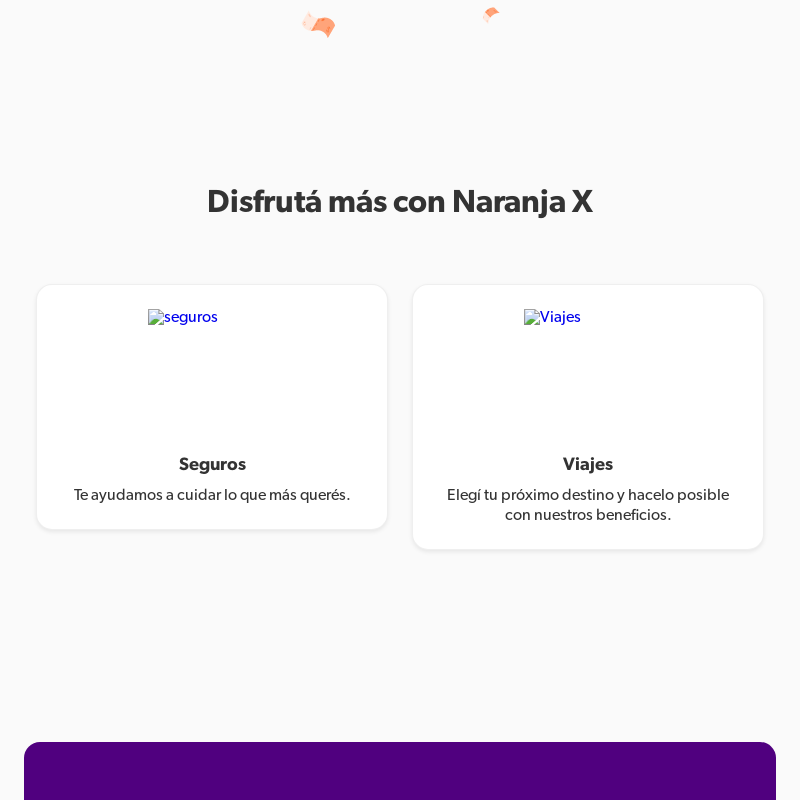 Disfrutá más con Naranja X
seguros
Seguros
Te ayudamos a cuidar lo que más querés.
Viajes
Viajes
Elegí tu próximo destino y hacelo posible
con nuestros beneficios.